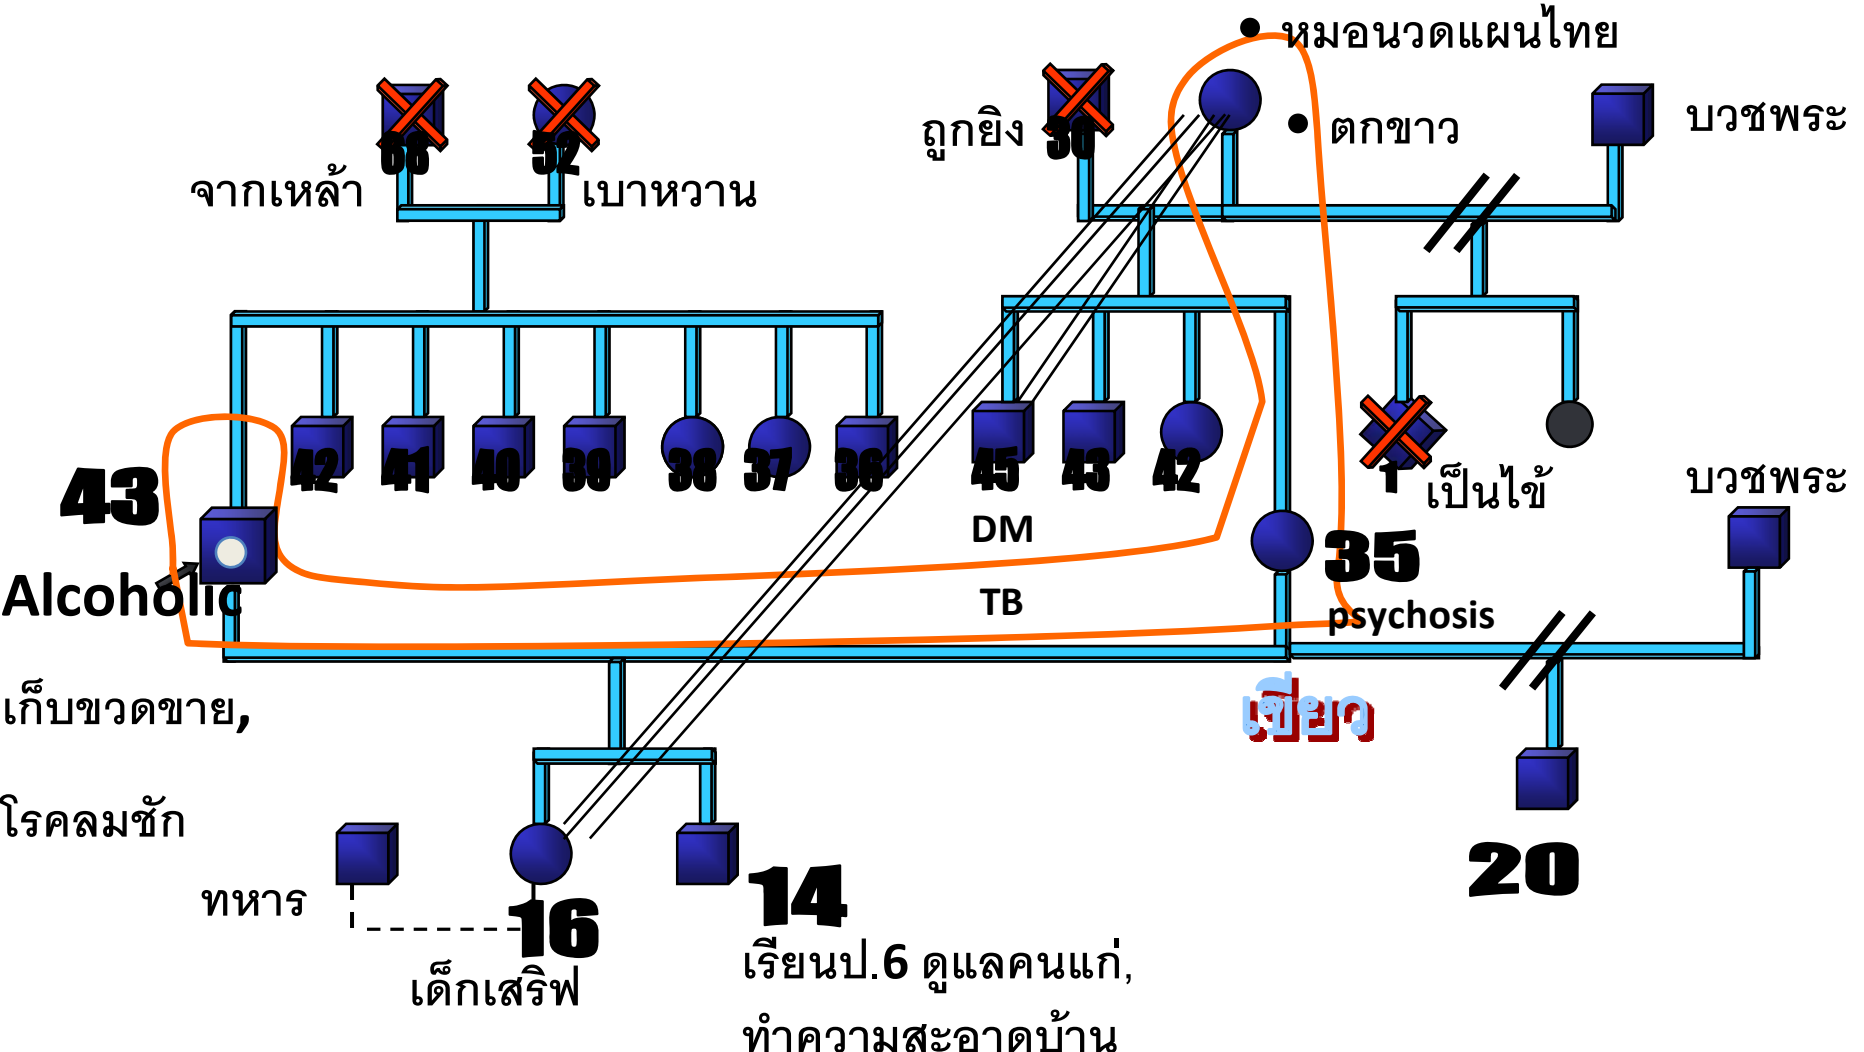 • หมอนวดแผนไทย
ถูกยิง
• ตกขาว
บวชพระ
68
52
30
จากเหล้า
เบาหวาน
43
42
41
40
39
38
37
36
45
43
42
1
เป็นไข้
บวชพระ
DM
35
Alcoholic
TB
psychosis
เก็บขวดขาย,
เขียว
โรคลมชัก
20
ทหาร
16
14
เด็กเสริฟ
เรียนป.6 ดูแลคนแก่,
ทำความสะอาดบ้าน